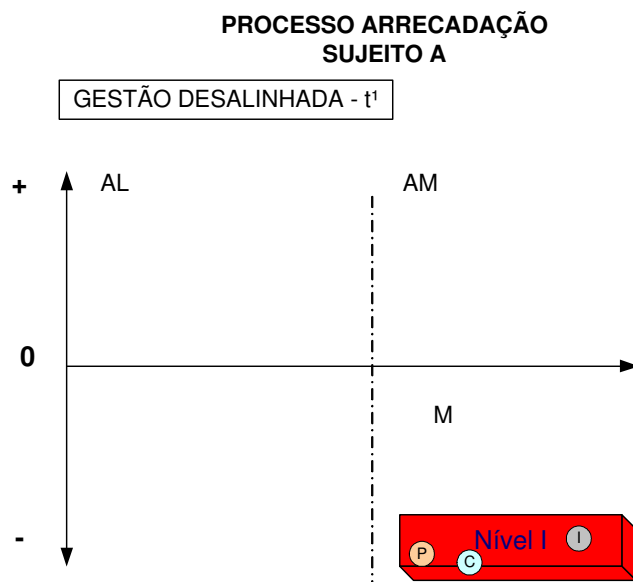 PROCESSO ARRECADAÇÃO
SUJEITO A
GESTÃO DESALINHADA - t¹
+
AL
AM
0
M
-
Nível I
I
P
C